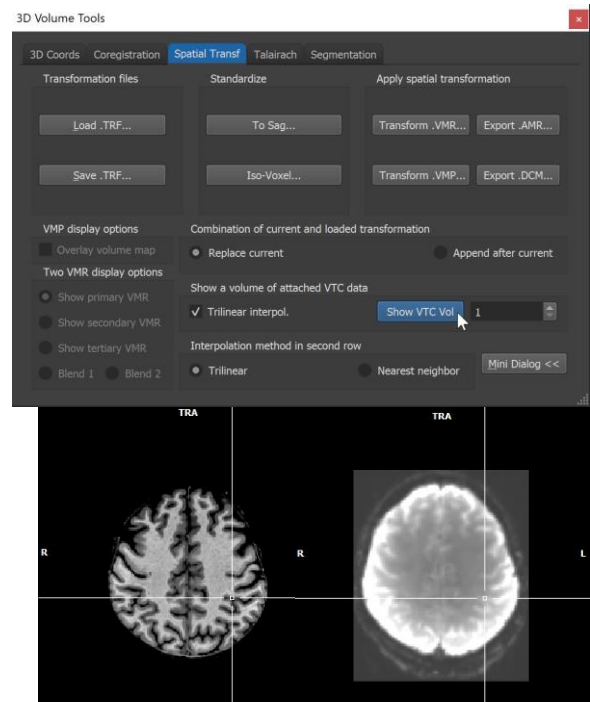 3D Volume Tools
3D Coords Coregistration Spatial Transf Talairach Segmentation
Transformation files Standardize Apply spatial transformation
Load .TRF... To Sag... Transform .VMR... Export .AMR...
Save .TRF... Iso-Voxel... Transform .VMP... Export .DCM...
VMP display options Combination of current and loaded transformation
Overlay volume map Replace current Append after current
Two VMR display options
Show a volume of attached VTC data
Show primary VMR Trilinear interpol. Show VTC Vol 1
Show secondary VMR
Show tertiary VMR Interpolation method in second row
Blend 1 Blend 2 Trilinear Nearest neighbor Mini Dialog <<
TRA TRA
R R L